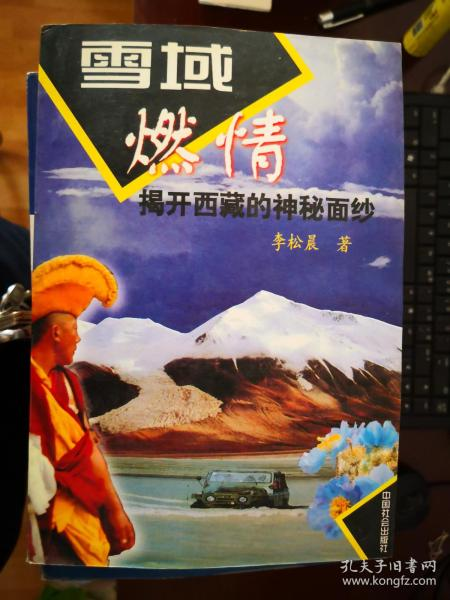 雪域
燃情
揭开西藏的神秘面纱
李松晨 著
中国社会出版社
孔夫子旧书网
www.kongfz.com